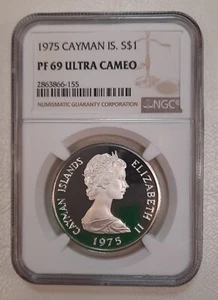 1975 CAYMAN IS. S$1
PF 69 ULTRA CAMEO
2863866-155
NUMISMATIC GUARANTY CORPORATION
NGC
CAYMAN ISLANDS
ELIZABETH II
1975